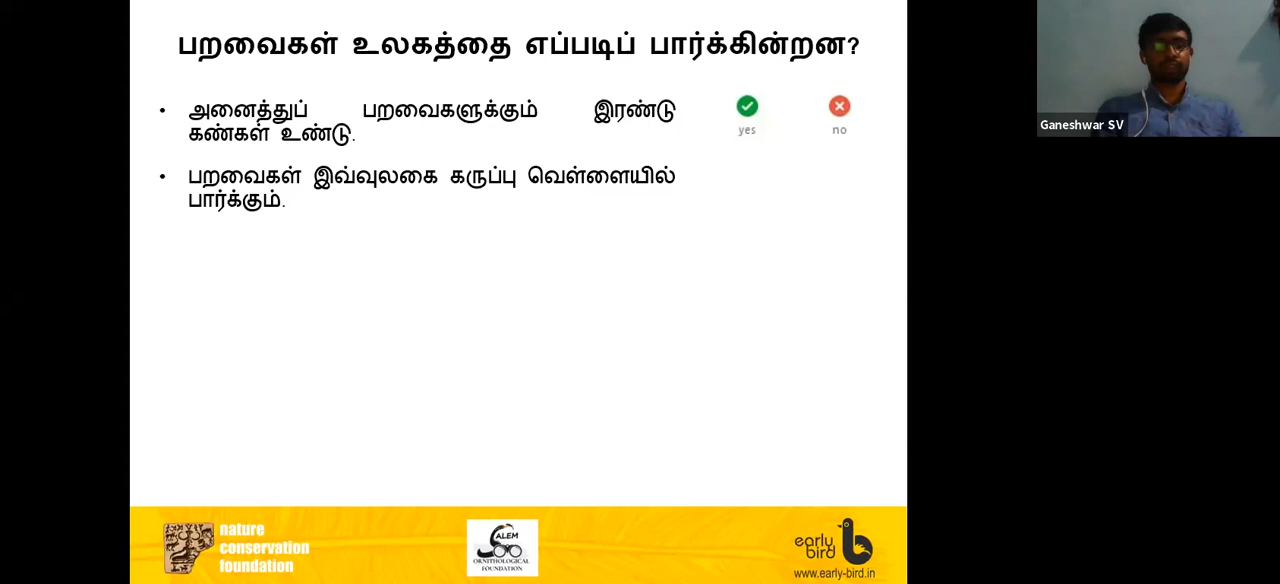 பறவைகள் உலகத்தை எப்படிப் பார்க்கின்றன?
• அனைத்துப் பறவைகளுக்கும் இரண்டு
கண்கள் உண்டு.
yes no
• பறவைகள் இவ்வுலகை கருப்பு வெள்ளையில்
பார்க்கும்.
Ganeshwar SV
nature
conservation
foundation
SALEM
ORNITHOLOGICAL
FOUNDATION
early
bird
www.early-bird.in